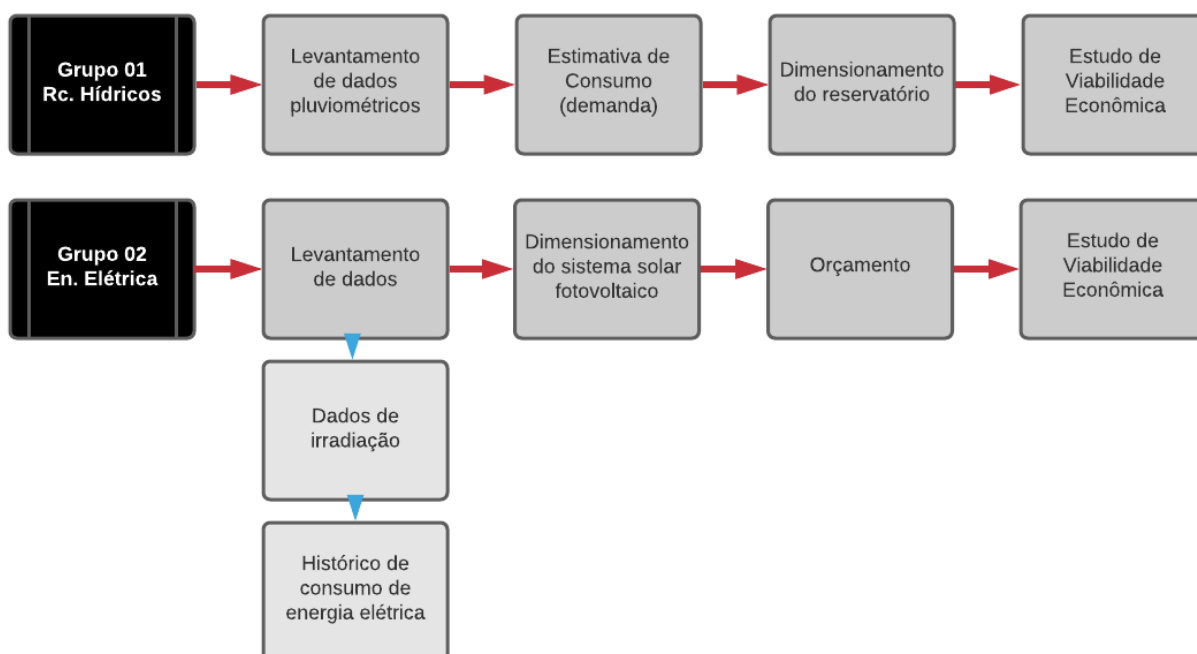 Grupo 01
Rc. Hídricos
Levantamento
de dados
pluviométricos
Estimativa de
Consumo
(demanda)
Dimensionamento
do reservatório
Estudo de
Viabilidade
Econômica
Grupo 02
En. Elétrica
Levantamento
de dados
Dimensionamento
do sistema solar
fotovoltaico
Orçamento
Estudo de
Viabilidade
Econômica
Dados de
irradiação
Histórico de
consumo de
energia elétrica